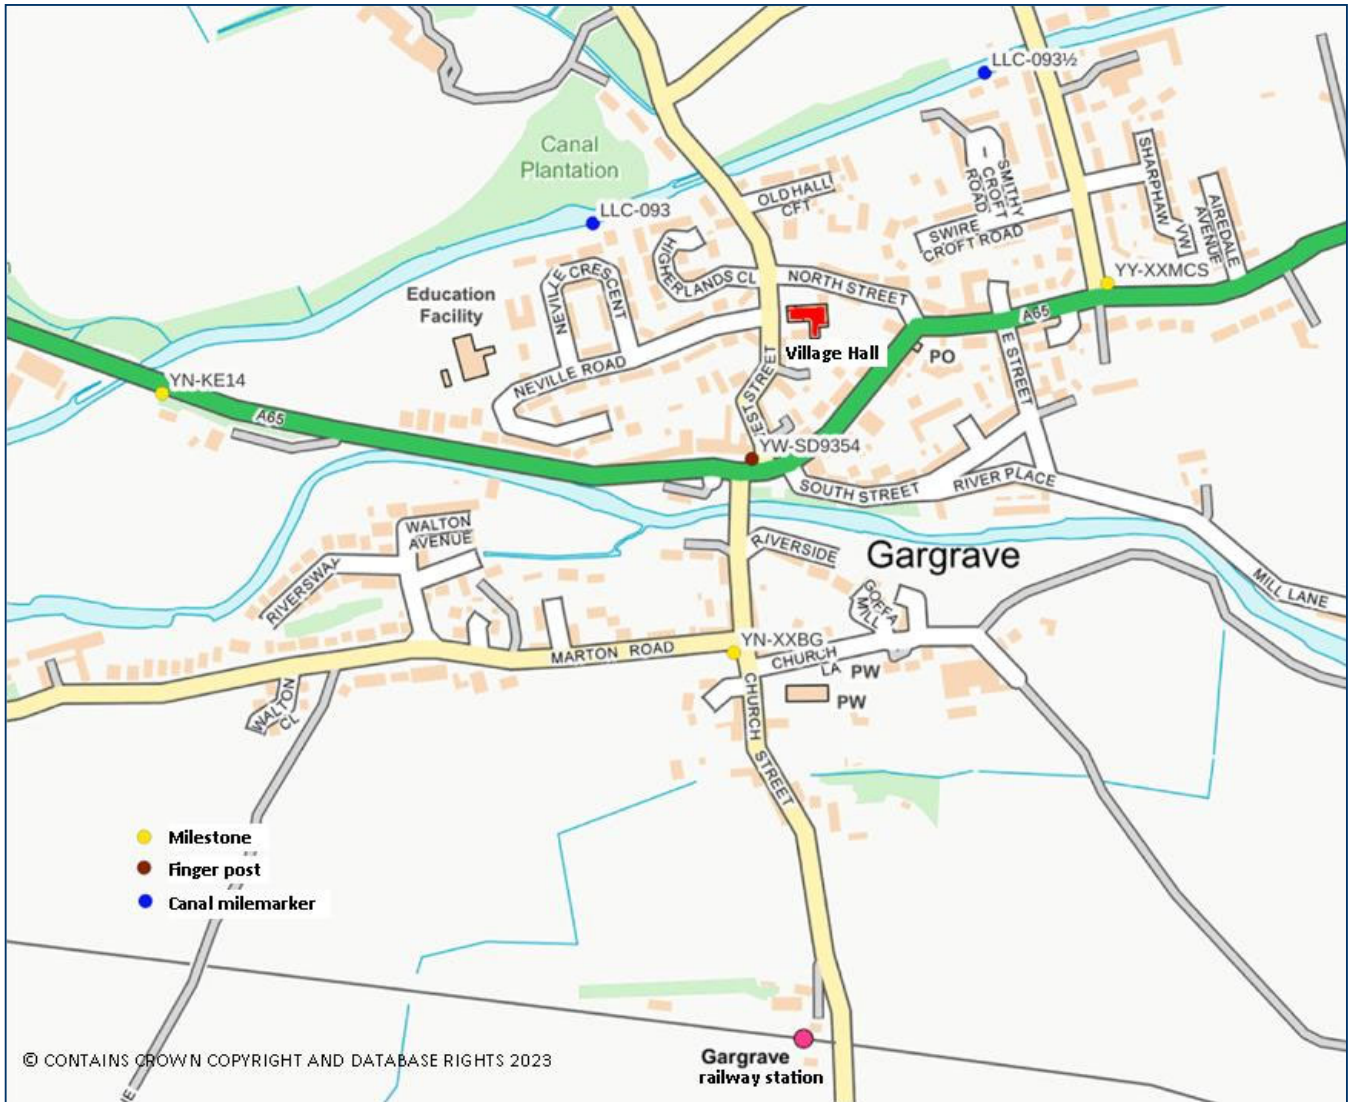 LLC-093½
Canal
Plantation
LLC-093
OLD HALL
CFT
SMITHY
CROFT
ROAD
SHARPHAW
VW
AIREDALE
AVENUE
SWIRE
CROFT ROAD
HIGHERLANDS CL
NORTH STREET
YY-XXMCS
NEVILLE
CRESCENT
Education
Facility
A65
E STREET
Village Hall
PO
NEVILLE ROAD
YN-KE14
A65
EST STREET
YW-SD9354
SOUTH STREET
RIVER PLACE
WALTON
AVENUE
RIVERSIDE
Gargrave
RIVERSWAY
GOFFA
MILL
MILL LANE
YN-XXBG
MARTON ROAD
CHURCH
LA
PW
PW
WALTON
CL
CHURCH STREET
Milestone
Finger post
Canal milemarker
© CONTAINS CROWN COPYRIGHT AND DATABASE RIGHTS 2023
Gargrave
railway station